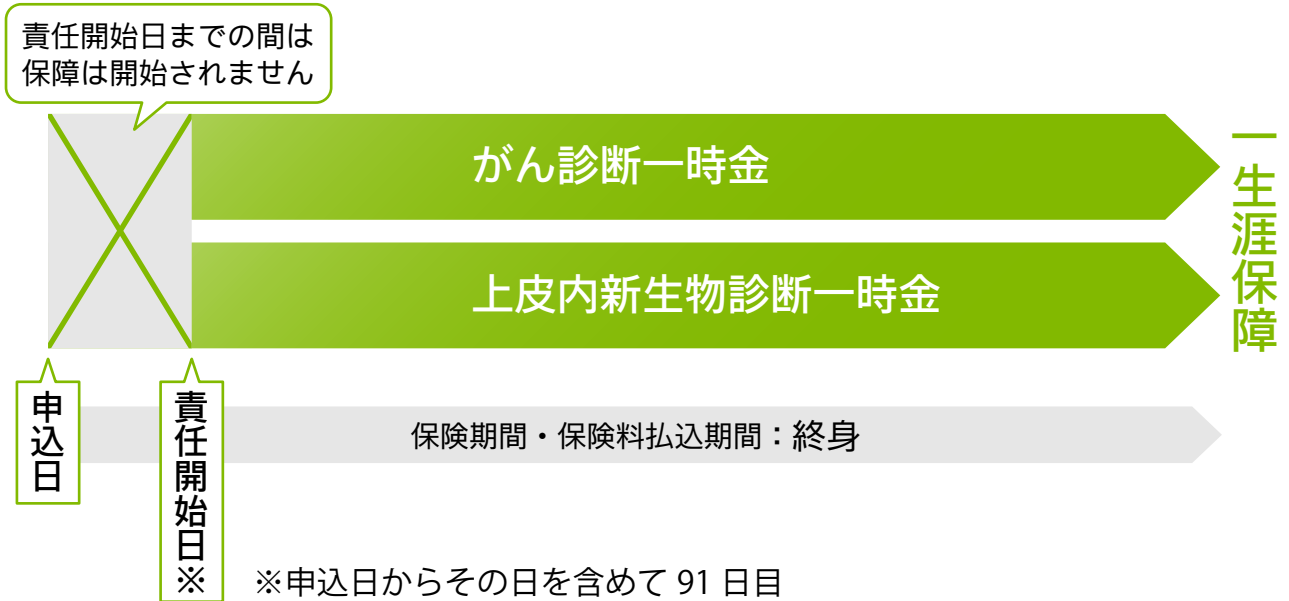 責任開始日までの間は
保障は開始されません
がん診断一時金
上皮内新生物診断一時金
一生涯保障
申込日
責任開始日※
保険期間・保険料払込期間：終身
※申込日からその日を含めて 91 日目